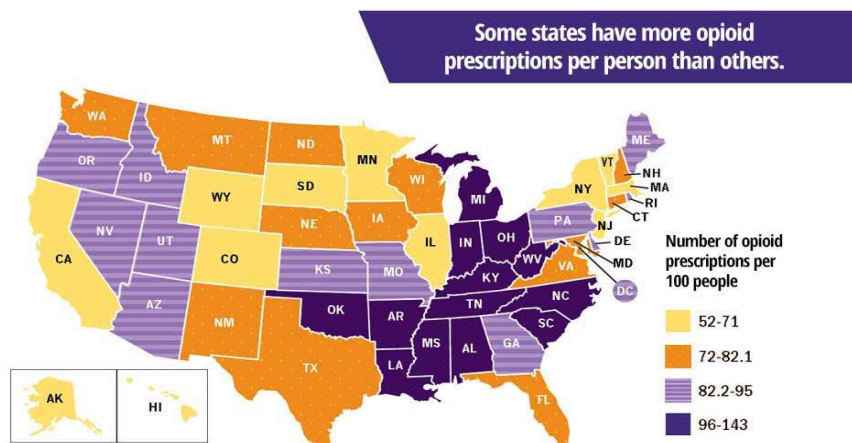 Some states have more opioid
prescriptions per person than others.
WA
MT
ND
MN
ME
VT
OR
ID
WY
SD
WI
MI
NY
NH
MA
RI
CT
NV
UT
CO
NE
IA
IL
IN
OH
PA
NJ
DE
MD
DC
CA
KS
MO
KY
WV
VA
AZ
NM
OK
AR
TN
NC
SC
TX
LA
MS
AL
GA
FL
AK
HI
Number of opioid
prescriptions per
100 people
52-71
72-82.1
82.2-95
96-143